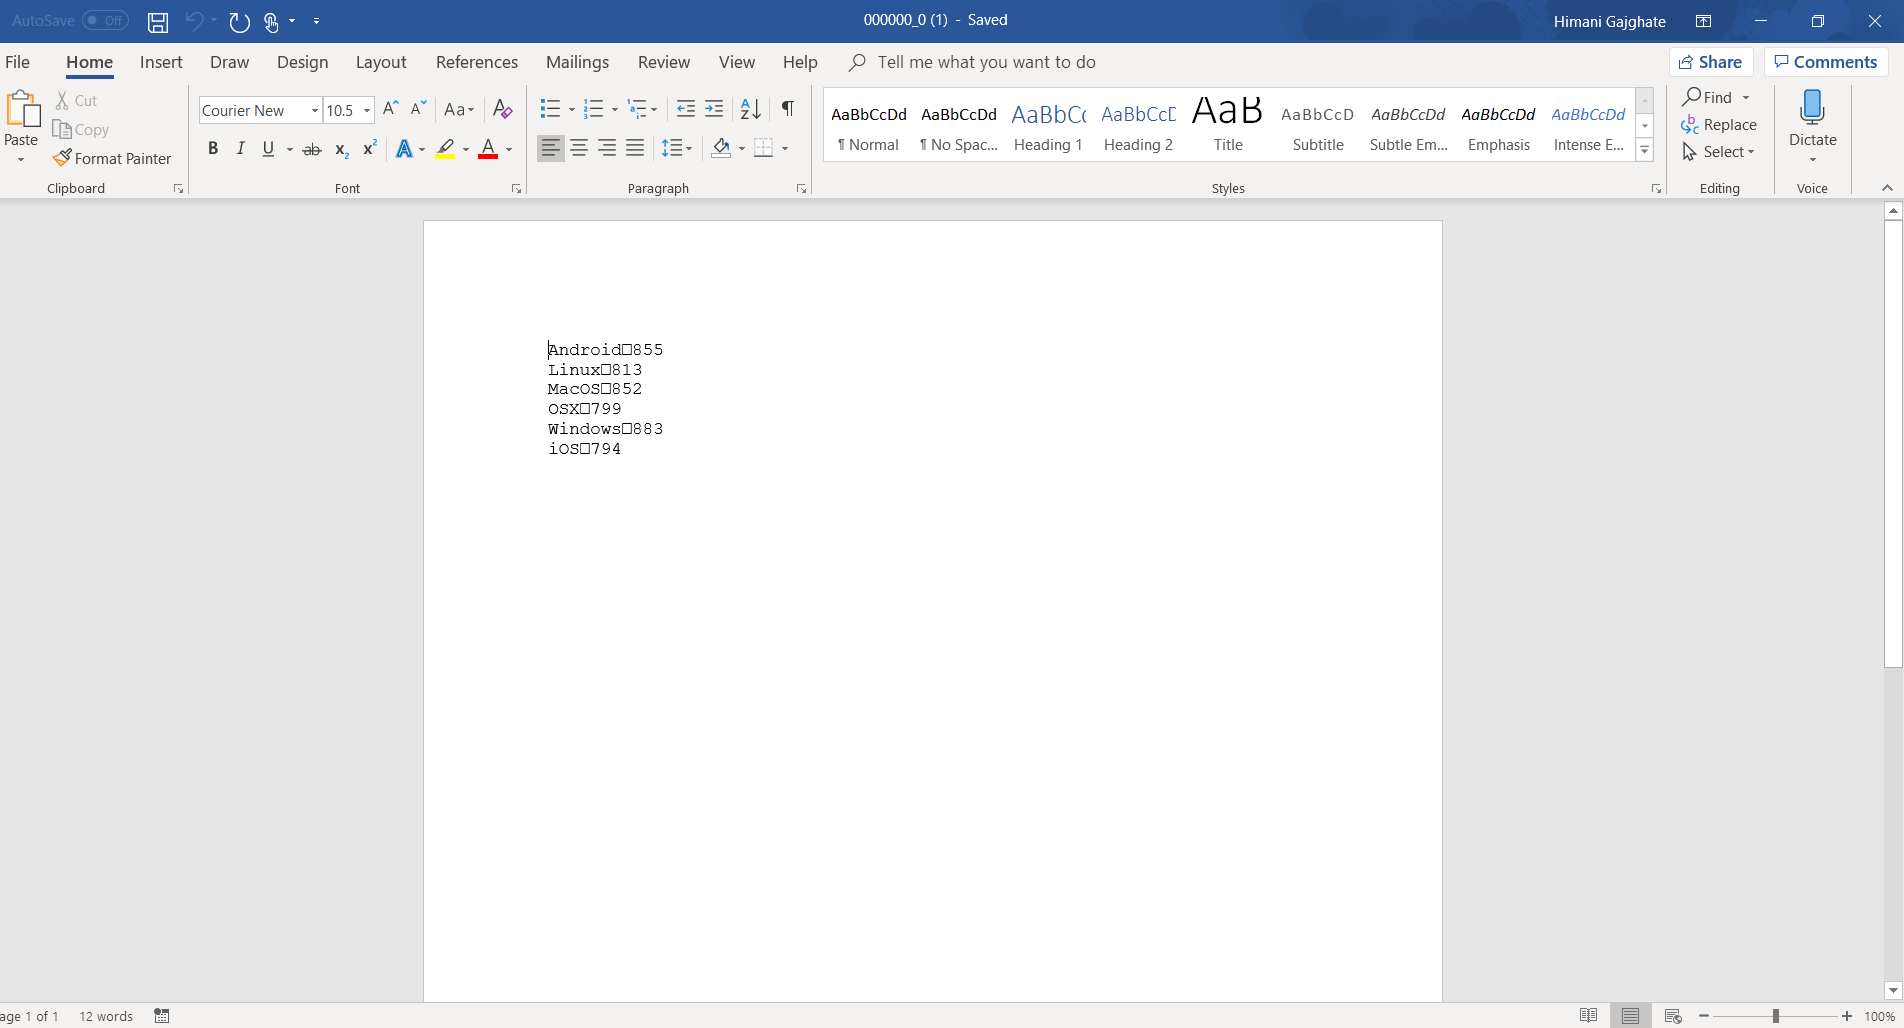 AutoSave Off 000000_0 (1) - Saved Himani Gajghate
File Home Insert Draw Design Layout References Mailings Review View Help Tell me what you want to do Share Comments
Paste Cut Copy Format Painter Clipboard
Courier New 10.5 Font
Paragraph
AaBbCcDd AaBbCcDd AaBbCc AaBbCcD AaB AaBbCcD AaBbCcDd AaBbCcDd AaBbCcDd
¶ Normal ¶ No Spac... Heading 1 Heading 2 Title Subtitle Subtle Em... Emphasis Intense E...
Styles
Find Replace Select Editing
Dictate Voice
Android□855
Linux□813
MacOS□852
OSX□799
Windows□883
iOS□794
age 1 of 1 12 words 100%